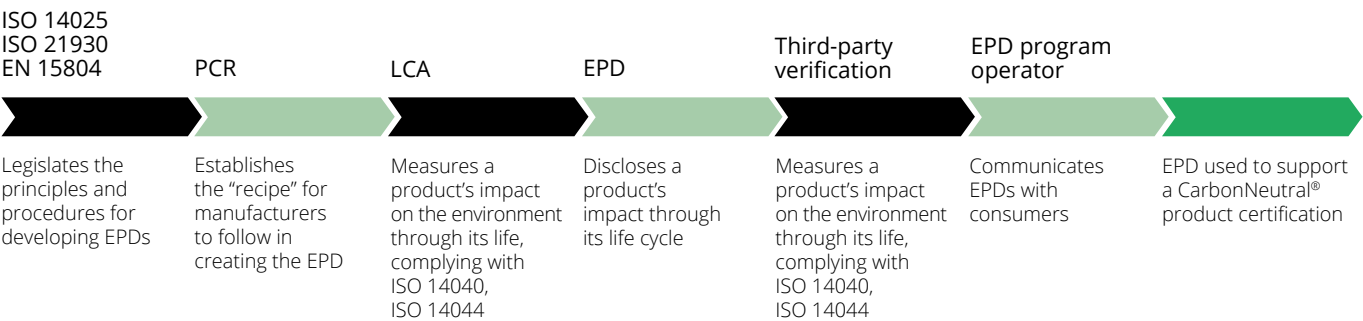 ISO 14025
ISO 21930
EN 15804
PCR
LCA
EPD
Third-party
verification
EPD program
operator
Legislates the
principles and
procedures for
developing EPDs
Establishes
the “recipe” for
manufacturers
to follow in
creating the EPD
Measures a
product’s impact
on the environment
through its life,
complying with
ISO 14040,
ISO 14044
Discloses a
product’s
impact through
its life cycle
Measures a
product’s impact
on the environment
through its life,
complying with
ISO 14040,
ISO 14044
Communicates
EPDs with
consumers
EPD used to support
a CarbonNeutral®
product certification